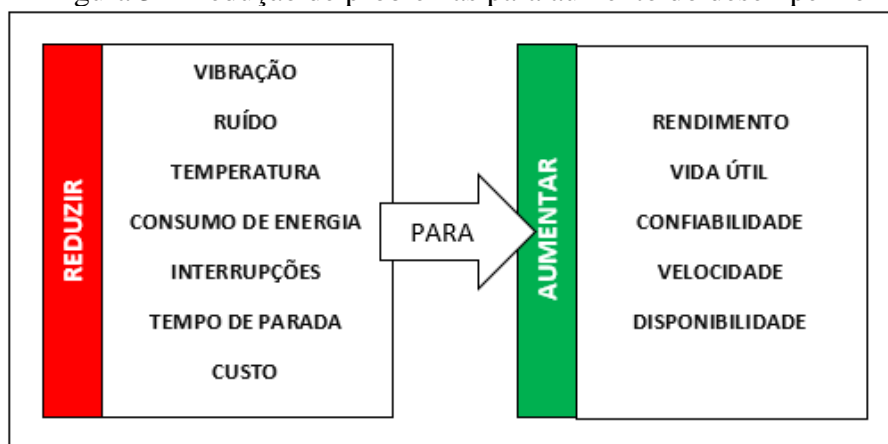 REDUZIR
VIBRAÇÃO
RUÍDO
TEMPERATURA
CONSUMO DE ENERGIA
INTERRUPÇÕES
TEMPO DE PARADA
CUSTO
PARA
AUMENTAR
RENDIMENTO
VIDA ÚTIL
CONFIABILIDADE
VELOCIDADE
DISPONIBILIDADE